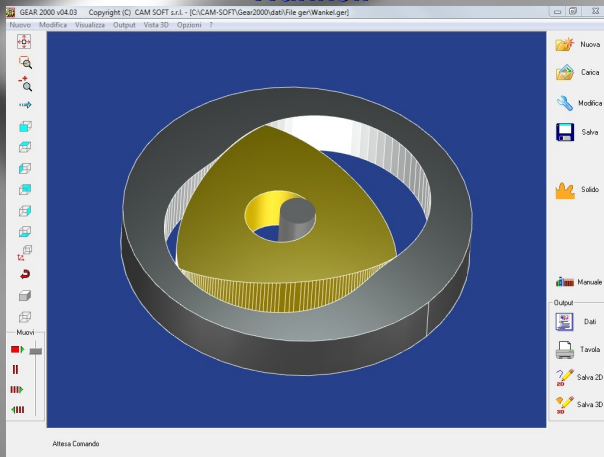 GEAR 2000 v04.03 Copyright (C) CAM SOFT s.r.l. - [C:\CAM-SOFT\Gear2000\dati\File ger\Wankel.ger]
Nuovo Modifica Visualizza Output Vista 3D Opzioni ?
Nuova
Carica
Modifica
Salva
Solido
Manuale
Output
Dati
Tavola
2D Salva 2D
3D Salva 3D
Muovi
Attesa Comando